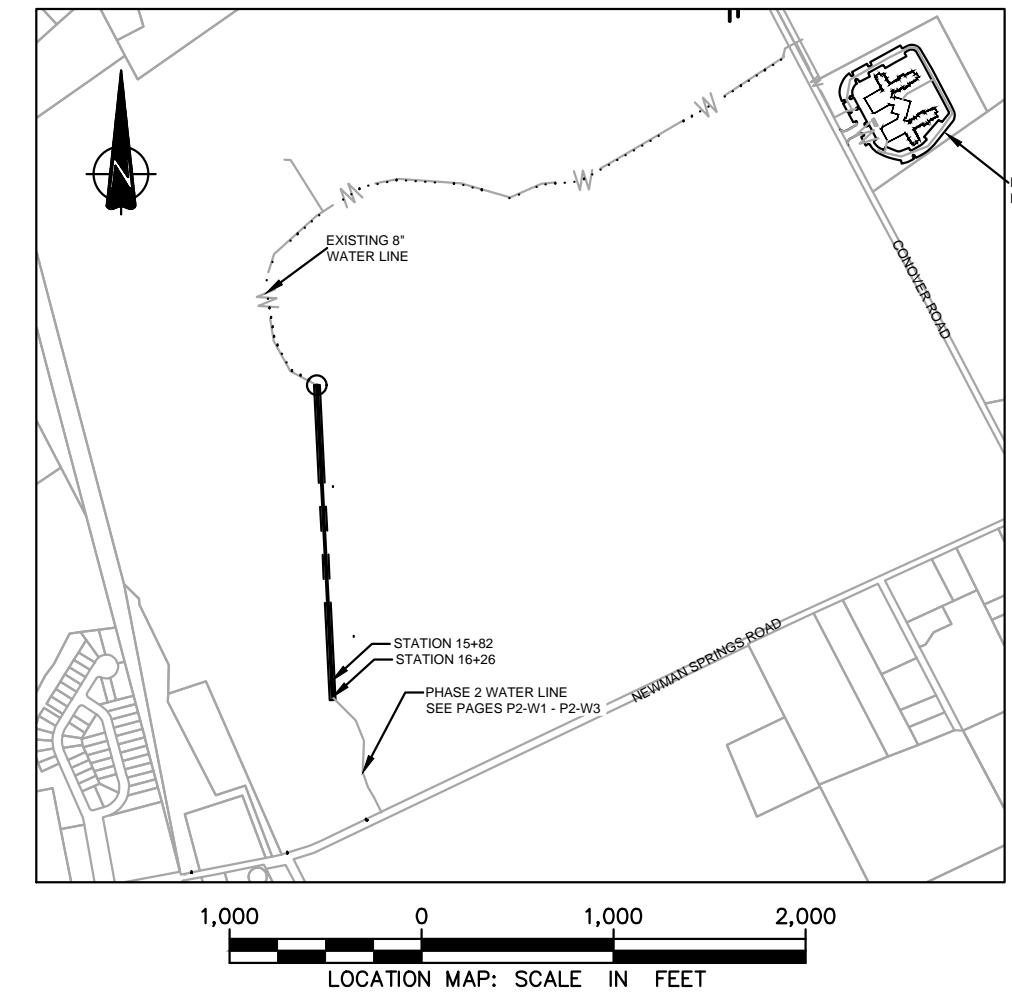 N
EXISTING 8"
WATER LINE
W
W
W
W
CONOVER ROAD
STATION 15+82
STATION 16+26
PHASE 2 WATER LINE
SEE PAGES P2-W1 - P2-W3
NEWMAN SPRINGS ROAD
1,000 0 1,000 2,000
LOCATION MAP: SCALE IN FEET